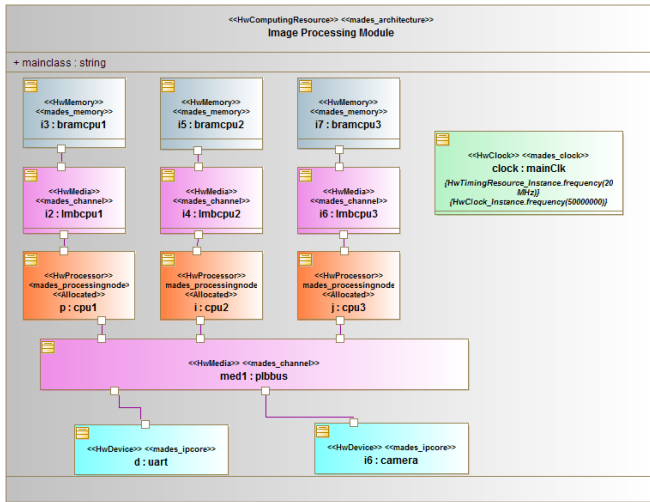 <<HwComputingResource>> <<mades_architecture>>
Image Processing Module
+ mainclass : string
<<HwMemory>>
<<mades_memory>>
i3 : bramcpu1
<<HwMemory>>
<<mades_memory>>
i5 : bramcpu2
<<HwMemory>>
<<mades_memory>>
i7 : bramcpu3
<<HwClock>> <<mades_clock>>
clock : mainClk
{HwTimingResource_Instance.frequency(20
MHz)}
{HwClock_Instance.frequency(50000000)}
<<HwMedia>>
<<mades_channel>>
i2 : lmbcpu1
<<HwMedia>>
<<mades_channel>>
i4 : lmbcpu2
<<HwMedia>>
<<mades_channel>>
i6 : lmbcpu3
<<HwProcessor>>
<mades_processingnode>
<<Allocated>>
p : cpu1
<<HwProcessor>>
mades_processingnode>
<<Allocated>>
i : cpu2
<<HwProcessor>>
mades_processingnode>
<<Allocated>>
j : cpu3
<<HwMedia>> <<mades_channel>>
med1 : plbbus
<<HwDevice>> <<mades_ipcore>>
d : uart
<<HwDevice>> <<mades_ipcore>>
i6 : camera